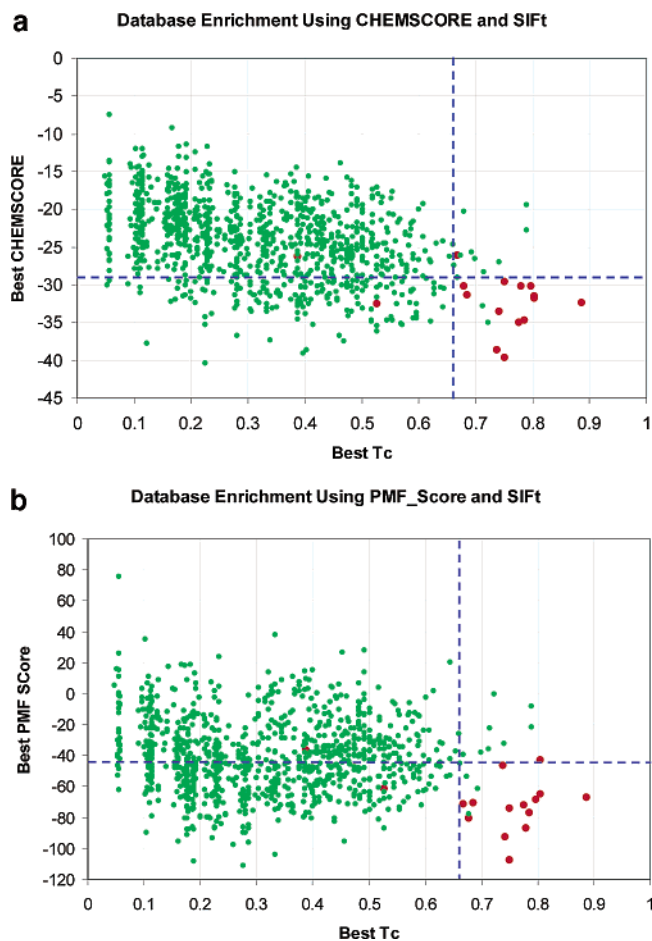 a
Database Enrichment Using CHEMSCORE and SIFt
0
-5
-10
-15
-20
-25
-30
-35
-40
-45
Best CHEMSCORE
0 0.1 0.2 0.3 0.4 0.5 0.6 0.7 0.8 0.9 1
Best Tc
b
Database Enrichment Using PMF_Score and SIFt
100
80
60
40
20
0
-20
-40
-60
-80
-100
-120
Best PMF SCore
0 0.1 0.2 0.3 0.4 0.5 0.6 0.7 0.8 0.9 1
Best Tc